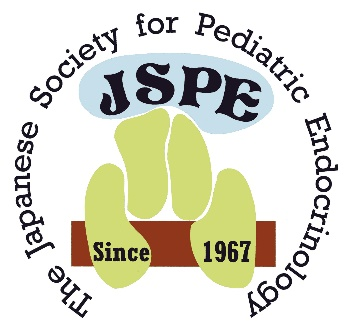 The Japanese Society for Pediatric Endocrinology
JSPE
Since 1967